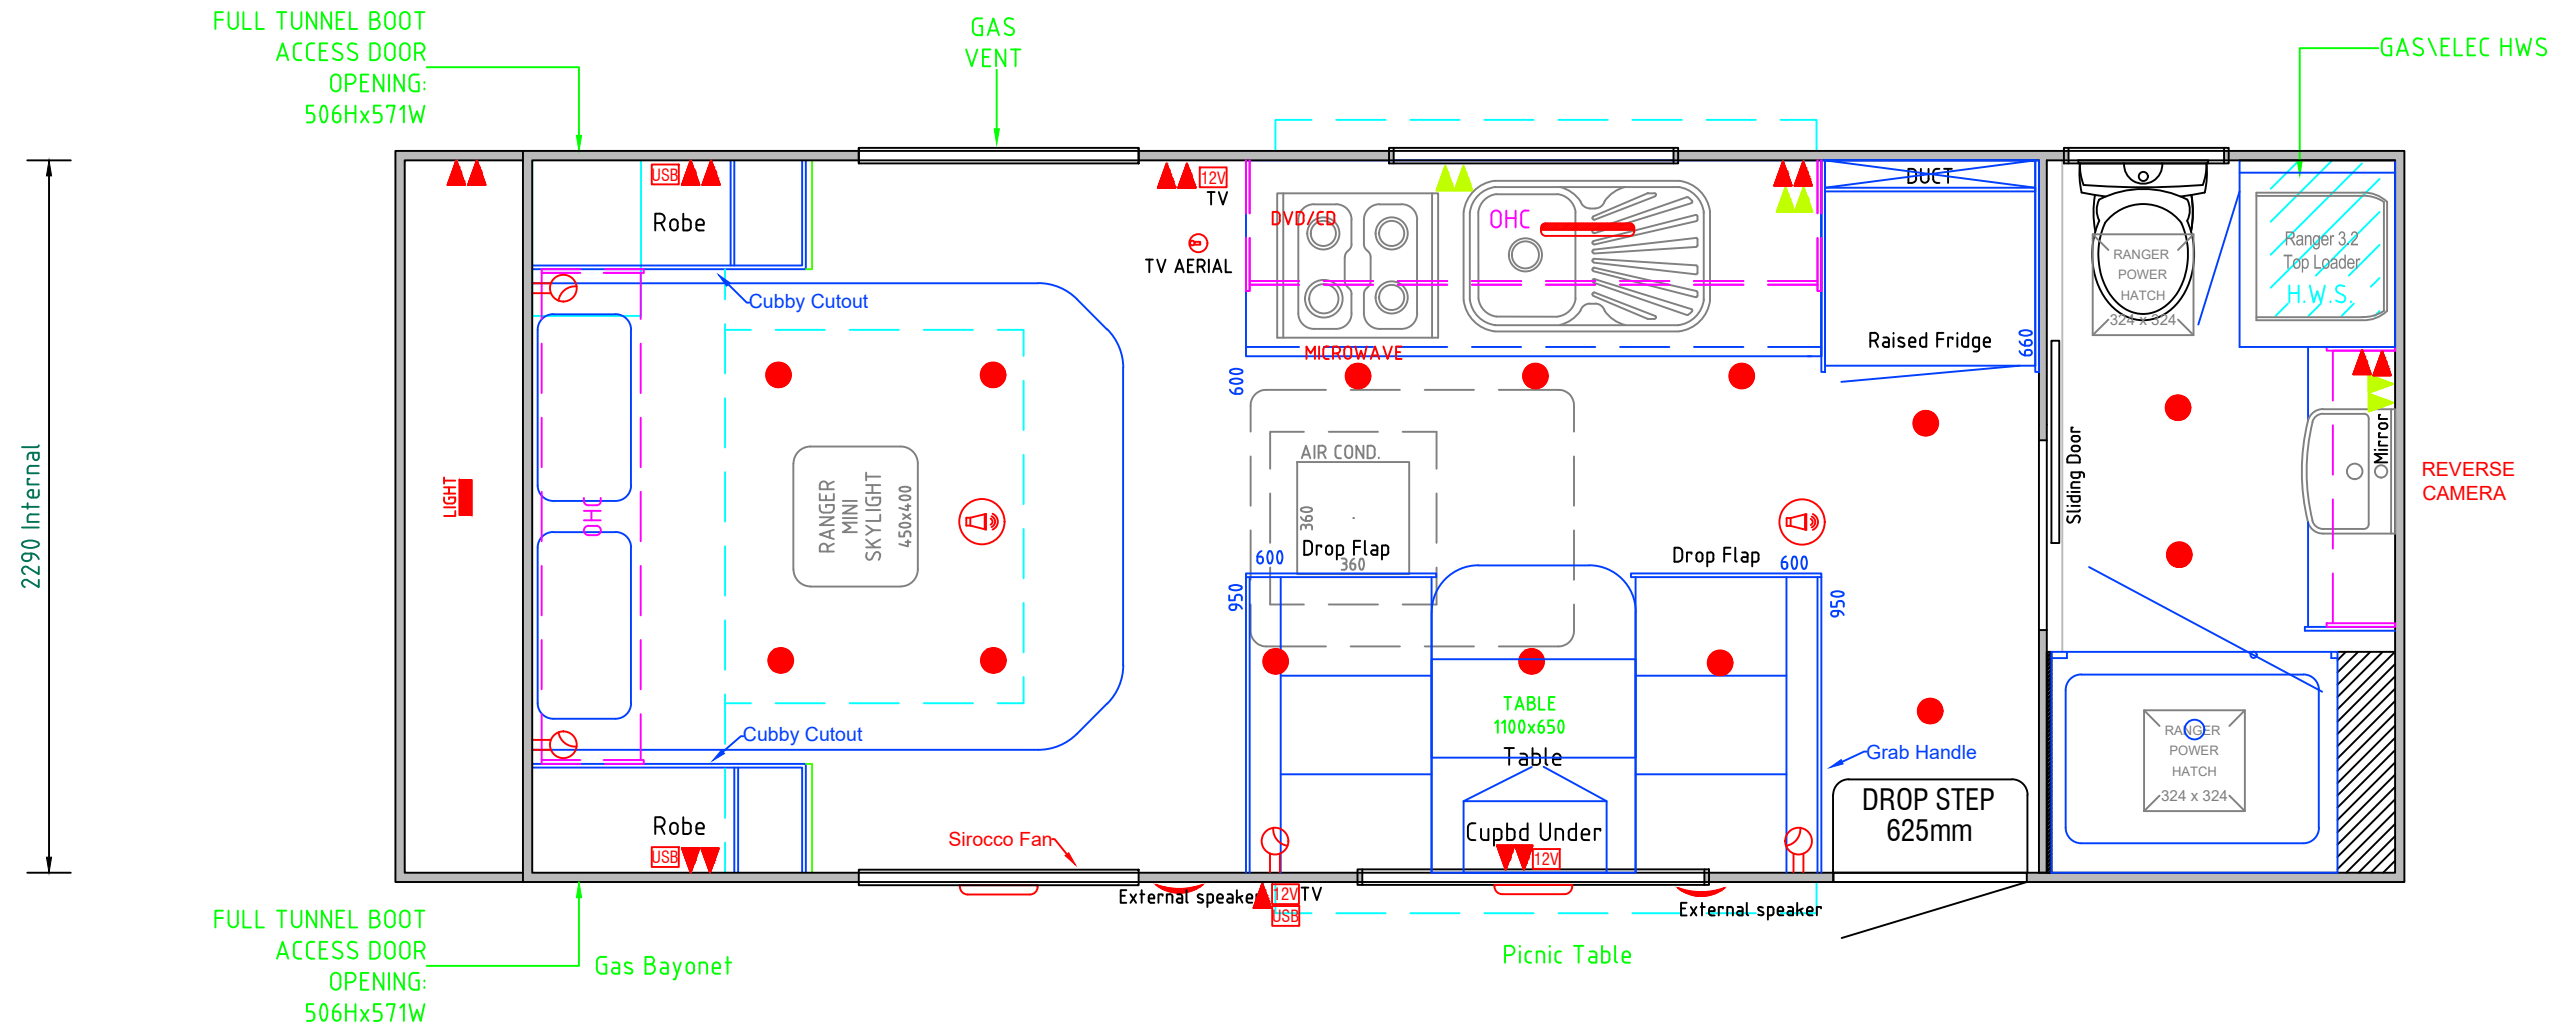 FULL TUNNEL BOOT
ACCESS DOOR
OPENING:
506Hx571W
GAS
VENT
GAS\ELEC HWS
USB
Robe
12V
TV
TV AERIAL
DVD/CD
OHC
MICROWAVE
DUCT
Raised Fridge
660
RANGER
POWER
HATCH
324 x 324
Ranger 3.2
Top Loader
H.W.S.
Cubby Cutout
600
2290 Internal
LIGHT
OHC
RANGER
MINI
SKYLIGHT
450x400
AIR COND.
360
360
Drop Flap
600
950
Drop Flap
600
950
Sliding Door
Mirror
REVERSE
CAMERA
TABLE
1100x650
Table
Cubby Cutout
Grab Handle
DROP STEP
625mm
RANGER
POWER
HATCH
324 x 324
Robe
USB
Sirocco Fan
Cupbd Under
12V
External speaker
12V
TV
USB
External speaker
FULL TUNNEL BOOT
ACCESS DOOR
OPENING:
506Hx571W
Gas Bayonet
Picnic Table